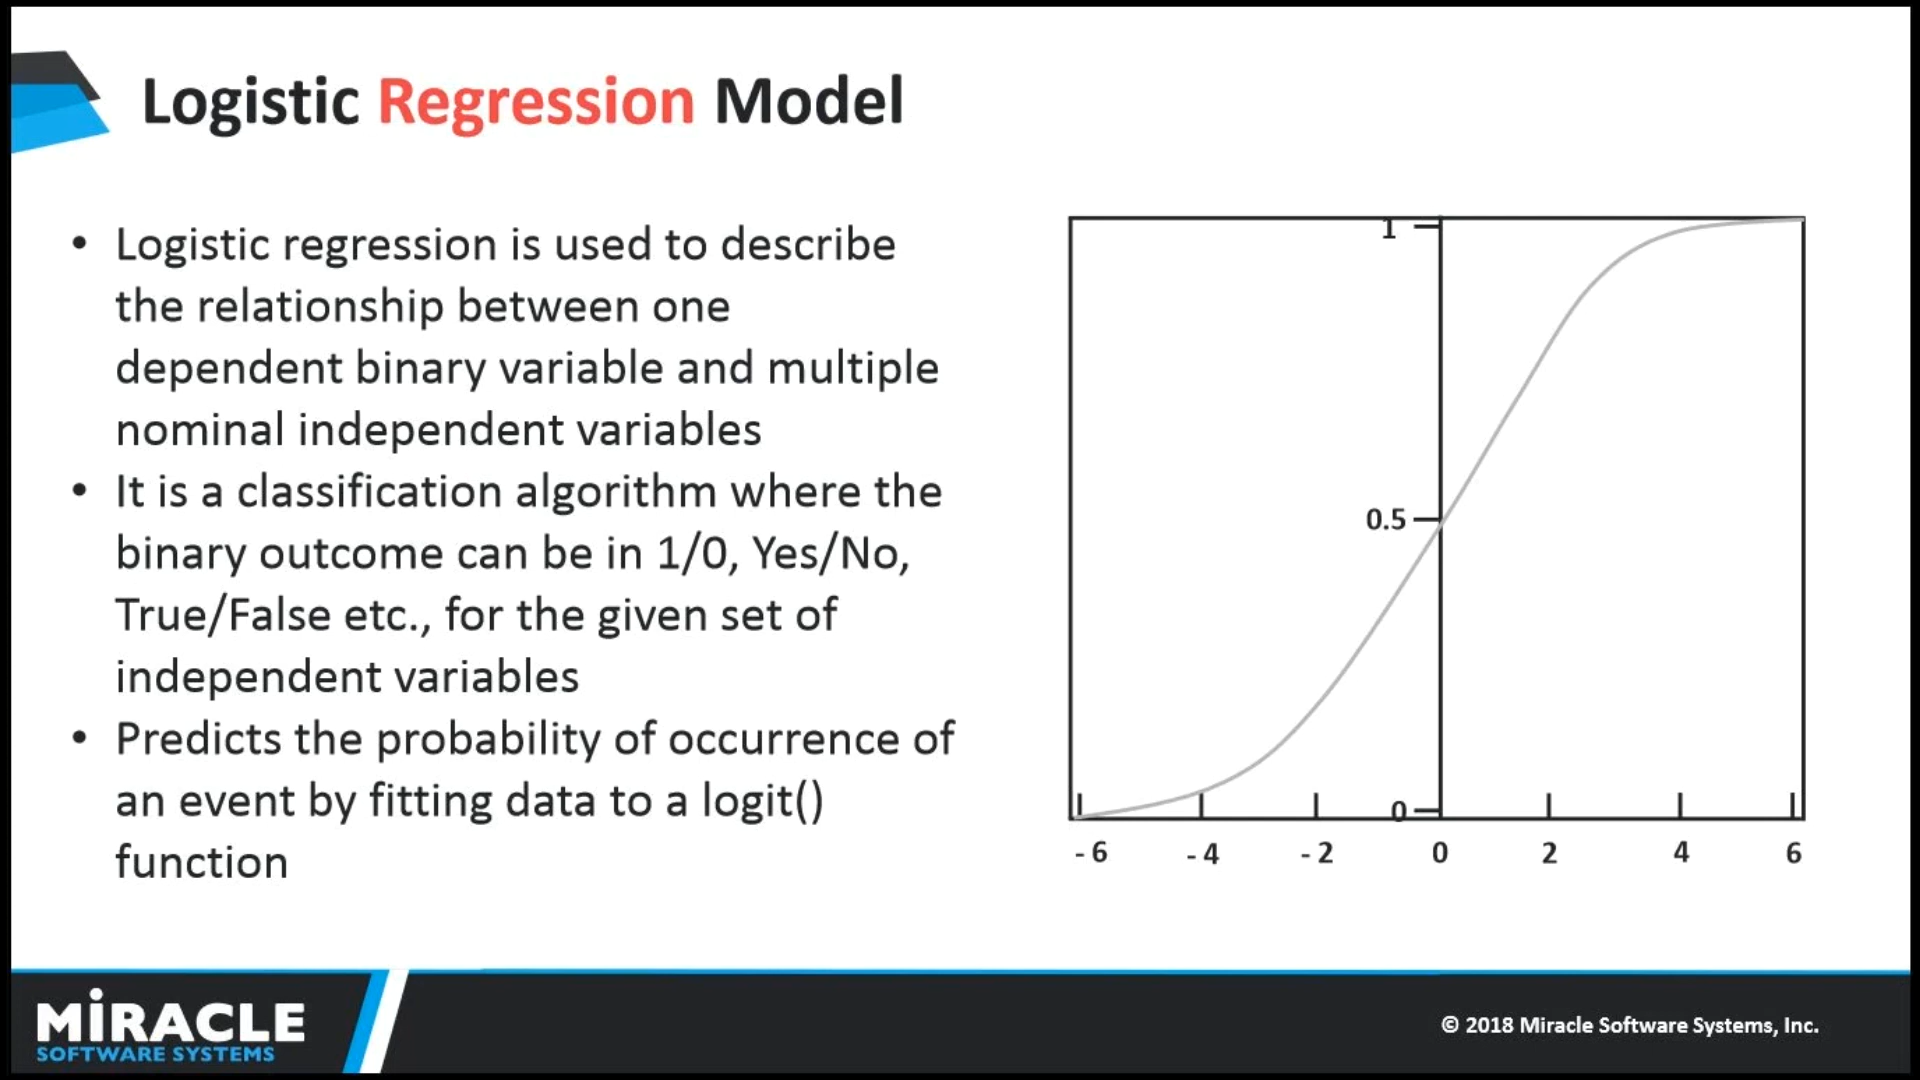 Logistic Regression Model
• Logistic regression is used to describe
the relationship between one
dependent binary variable and multiple
nominal independent variables
• It is a classification algorithm where the
binary outcome can be in 1/0, Yes/No,
True/False etc., for the given set of
independent variables
• Predicts the probability of occurrence of
an event by fitting data to a logit()
function
1
0.5
0
- 6 - 4 - 2 0 2 4 6
MiRACLE
SOFTWARE SYSTEMS
© 2018 Miracle Software Systems, Inc.